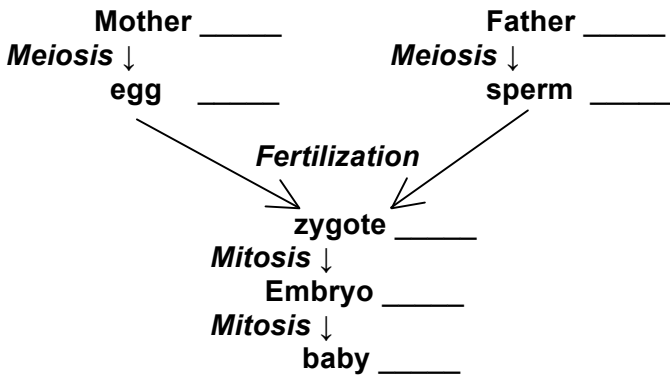 Mother _____ Father _____
Meiosis ↓ Meiosis ↓
egg _____ sperm _____
Fertilization
zygote _____
Mitosis ↓
Embryo _____
Mitosis ↓
baby _____